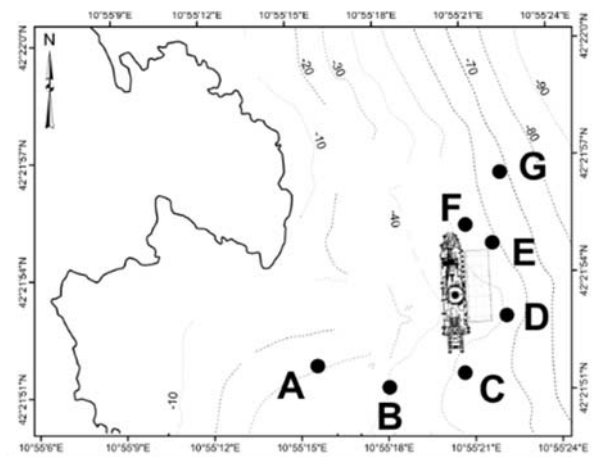 10°55'9"E 10°55'12"E 10°55'15"E 10°55'18"E 10°55'21"E 10°55'24"E
42°22'0"N 42°22'0"N
N
-20 -30 -70 -90
-10 -80
42°21'57"N 42°21'57"N
G
F
-40
E
42°21'54"N 42°21'54"N
D
A
C
B
-10
42°21'51"N 42°21'51"N
10°55'6"E 10°55'9"E 10°55'12"E 10°55'15"E 10°55'18"E 10°55'21"E 10°55'24"E